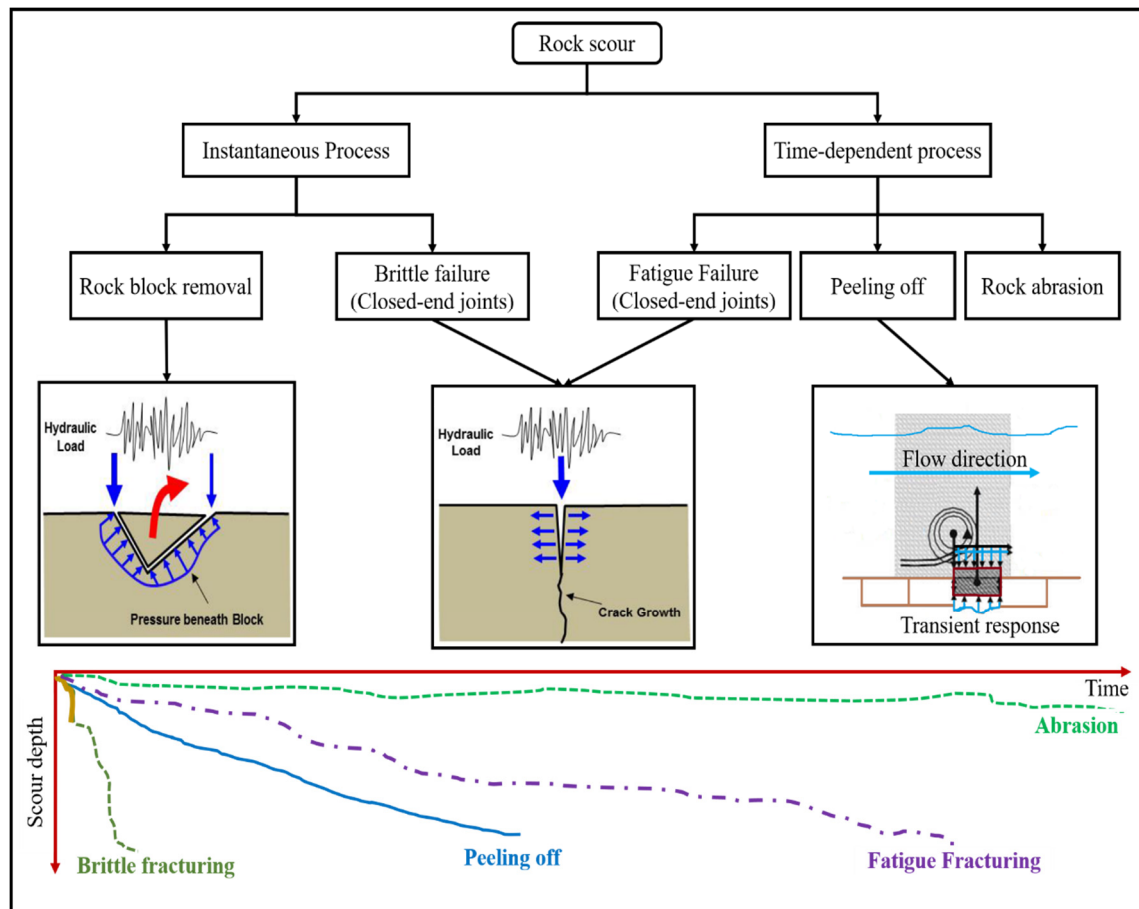 Rock scour
Instantaneous Process
Time-dependent process
Rock block removal
Brittle failure
(Closed-end joints)
Fatigue Failure
(Closed-end joints)
Peeling off
Rock abrasion
Hydraulic
Load
Pressure beneath Block
Hydraulic
Load
Crack Growth
Flow direction
Transient response
Time
Scour depth
Abrasion
Brittle fracturing
Peeling off
Fatigue Fracturing